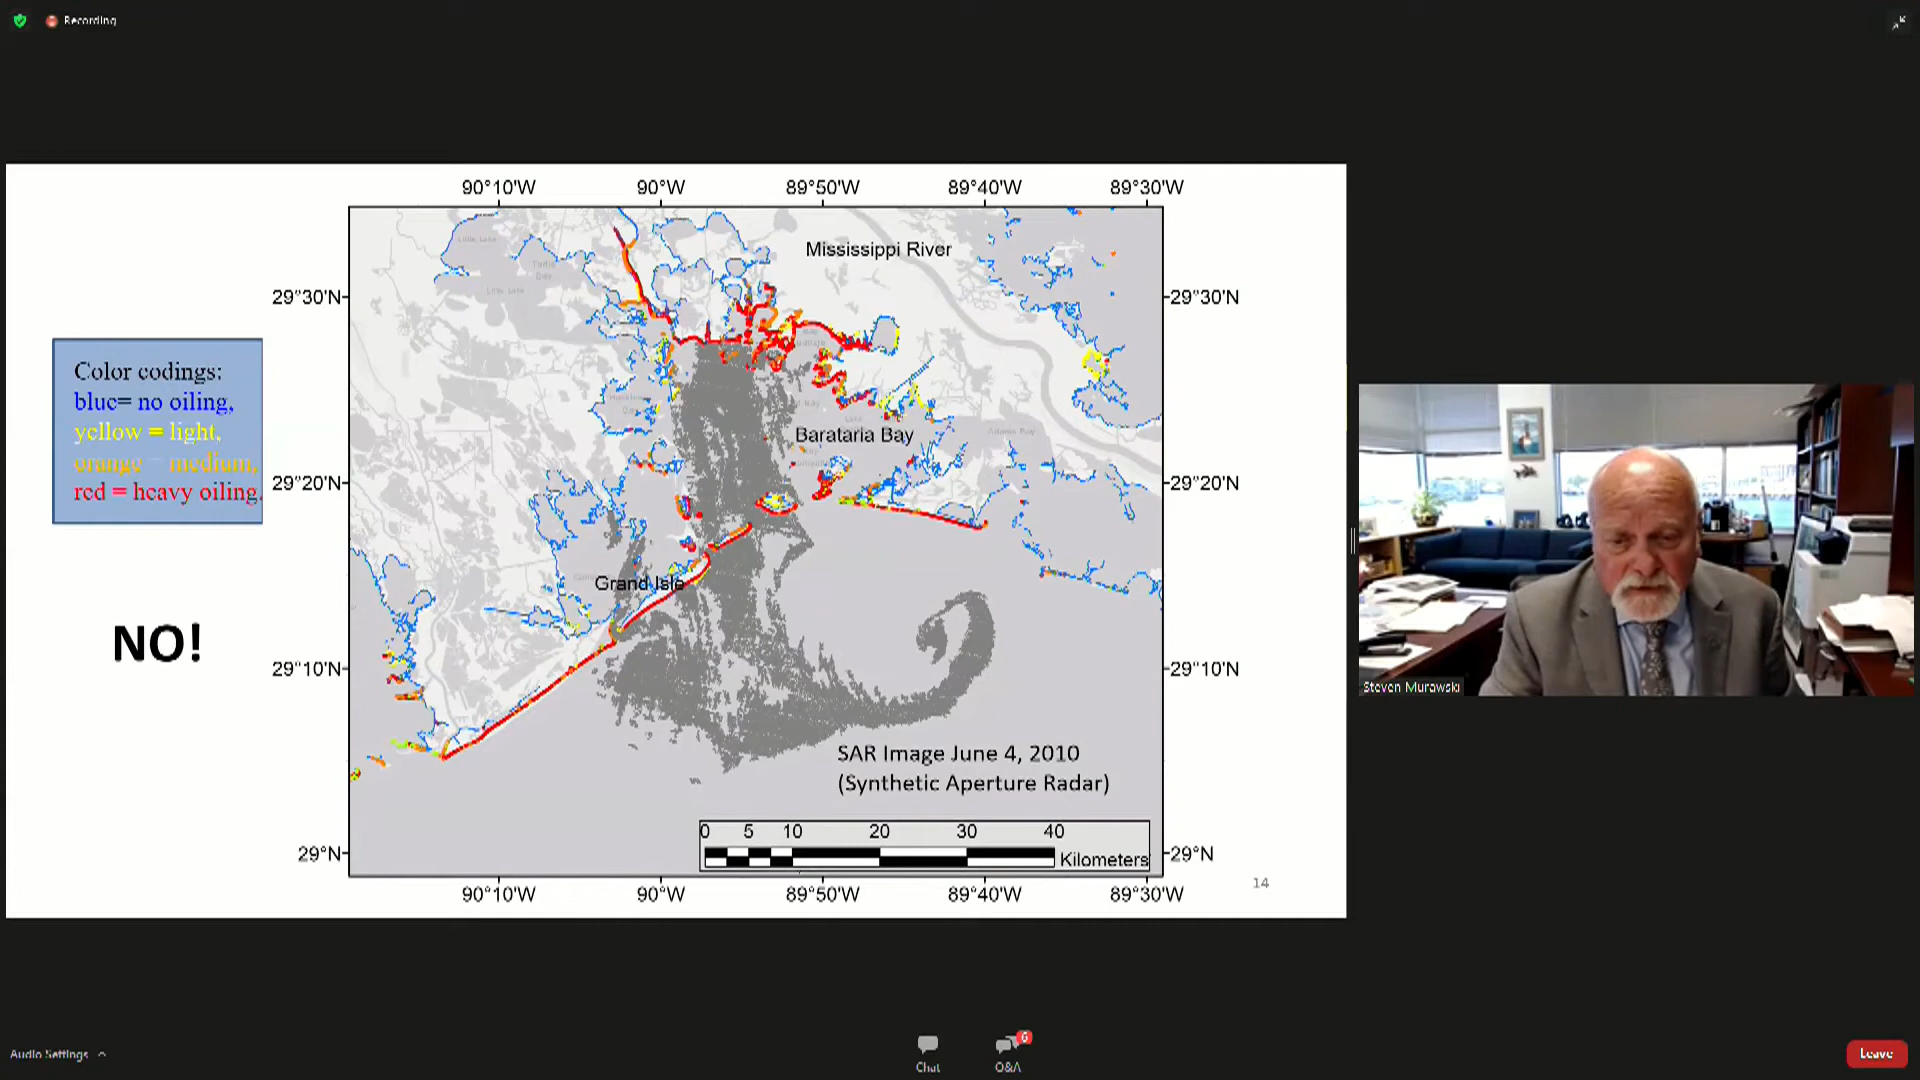 Recording
90°10'W 90°W 89°50'W 89°40'W 89°30'W
Mississippi River
29°30'N 29°30'N
Color codings:
blue= no oiling,
yellow = light,
orange = medium,
red = heavy oiling.
Barataria Bay
29°20'N 29°20'N
Grand Isle
NO!
29°10'N 29°10'N
SAR Image June 4, 2010
(Synthetic Aperture Radar)
0 5 10 20 30 40
Kilometers
29°N 29°N
90°10'W 90°W 89°50'W 89°40'W 89°30'W
14
Steven Murawski
Audio Settings
Chat
Q&A
6
Leave